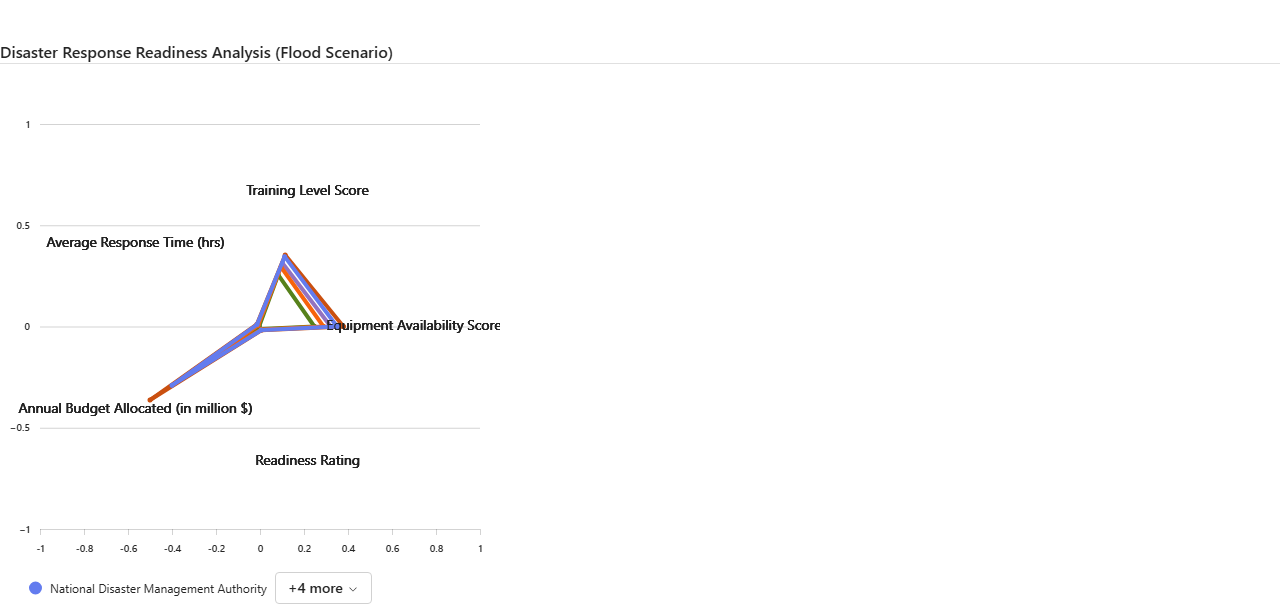 Disaster Response Readiness Analysis (Flood Scenario)
1
Training Level Score
0.5
Average Response Time (hrs)
0
Equipment Availability Score
Annual Budget Allocated (in million $)
−0.5
Readiness Rating
−1
-1 -0.8 -0.6 -0.4 -0.2 0 0.2 0.4 0.6 0.8 1
National Disaster Management Authority +4 more